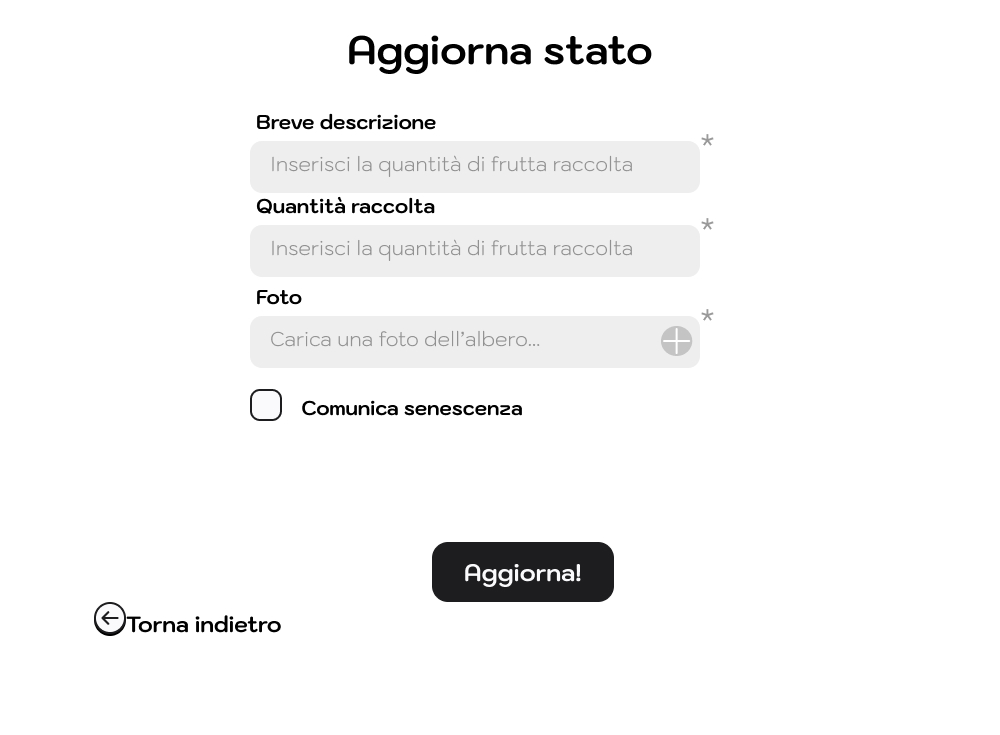 Aggiorna stato
Breve descrizione
*
Inserisci la quantità di frutta raccolta
Quantità raccolta
*
Inserisci la quantità di frutta raccolta
Foto
*
Carica una foto dell’albero...
Comunica senescenza
Aggiorna!
Torna indietro